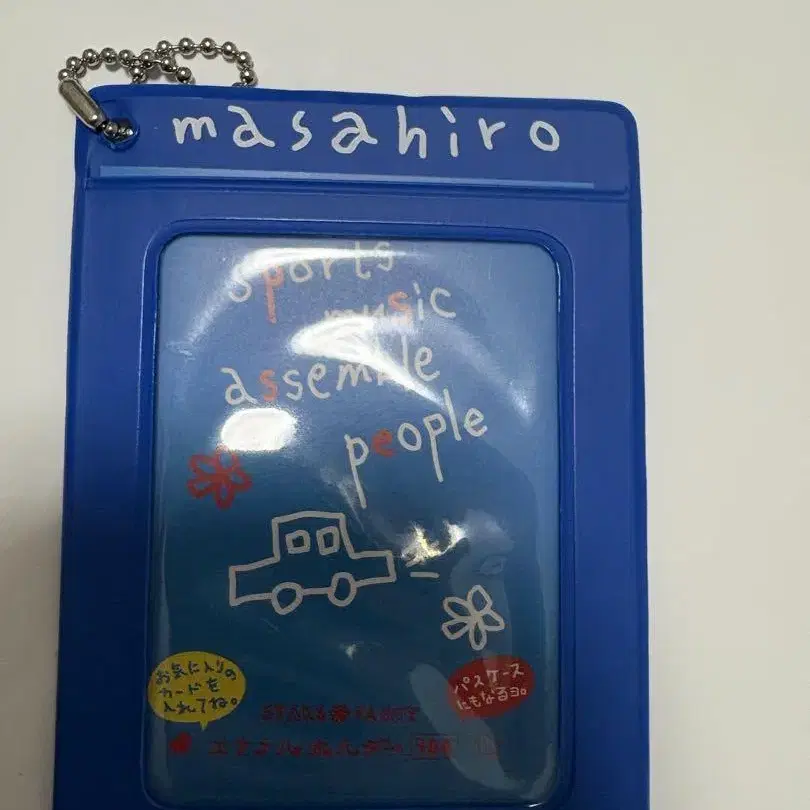 masahiro
sports
music
assemble
people
お気に入りの
カードを
入れてね。
パスケース
にもなるョ。